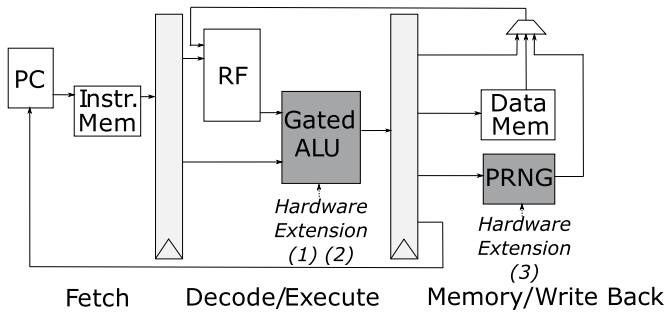 PC
Instr.
Mem
RF
Gated
ALU
Hardware
Extension
(1) (2)
Data
Mem
PRNG
Hardware
Extension
(3)
Fetch
Decode/Execute
Memory/Write Back